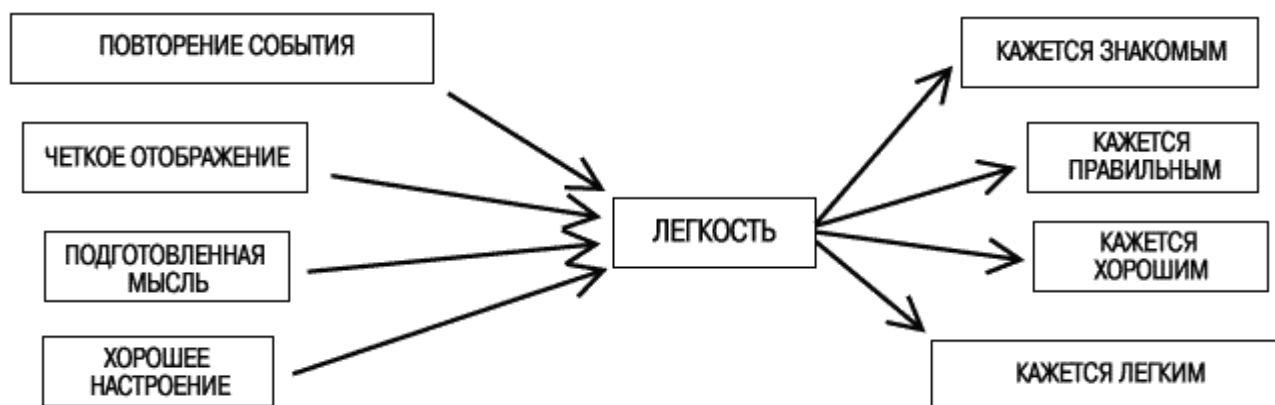 ПОВТОРЕНИЕ СОБЫТИЯ
ЧЕТКОЕ ОТОБРАЖЕНИЕ
ПОДГОТОВЛЕННАЯ
МЫСЛЬ
ХОРОШЕЕ
НАСТРОЕНИЕ
ЛЕГКОСТЬ
КАЖЕТСЯ ЗНАКОМЫМ
КАЖЕТСЯ
ПРАВИЛЬНЫМ
КАЖЕТСЯ
ХОРОШИМ
КАЖЕТСЯ ЛЕГКИМ